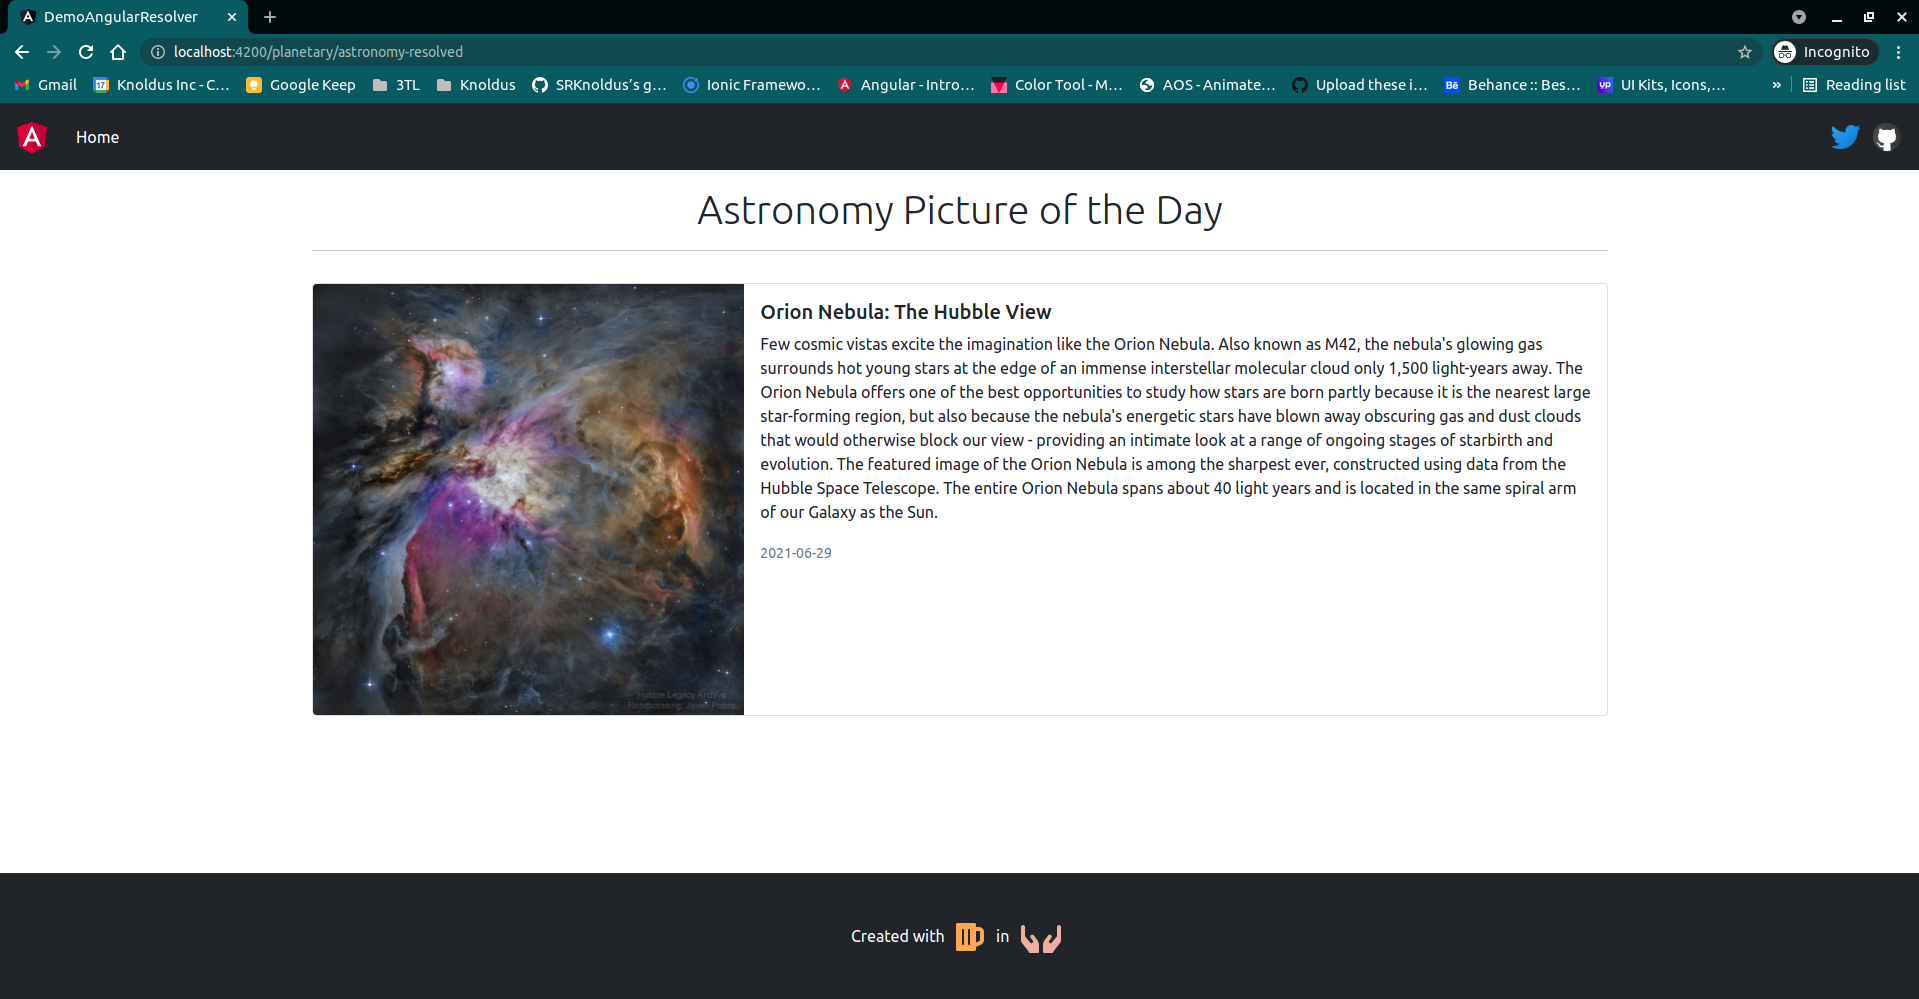 DemoAngularResolver
localhost:4200/planetary/astronomy-resolved
Incognito
Gmail
Knoldus Inc - C…
Google Keep
3TL
Knoldus
SRKnoldus’s g…
Ionic Framewo…
Angular - Intro…
Color Tool - M…
AOS - Animate…
Upload these i…
Behance :: Bes…
UI Kits, Icons,…
»
Reading list
Home
Astronomy Picture of the Day
Orion Nebula: The Hubble View
Few cosmic vistas excite the imagination like the Orion Nebula. Also known as M42, the nebula's glowing gas
surrounds hot young stars at the edge of an immense interstellar molecular cloud only 1,500 light-years away. The
Orion Nebula offers one of the best opportunities to study how stars are born partly because it is the nearest large
star-forming region, but also because the nebula's energetic stars have blown away obscuring gas and dust clouds
that would otherwise block our view - providing an intimate look at a range of ongoing stages of starbirth and
evolution. The featured image of the Orion Nebula is among the sharpest ever, constructed using data from the
Hubble Space Telescope. The entire Orion Nebula spans about 40 light years and is located in the same spiral arm
of our Galaxy as the Sun.
2021-06-29
Hubble Legacy Archive
Reprocessing: Javier Pobes
Created with in